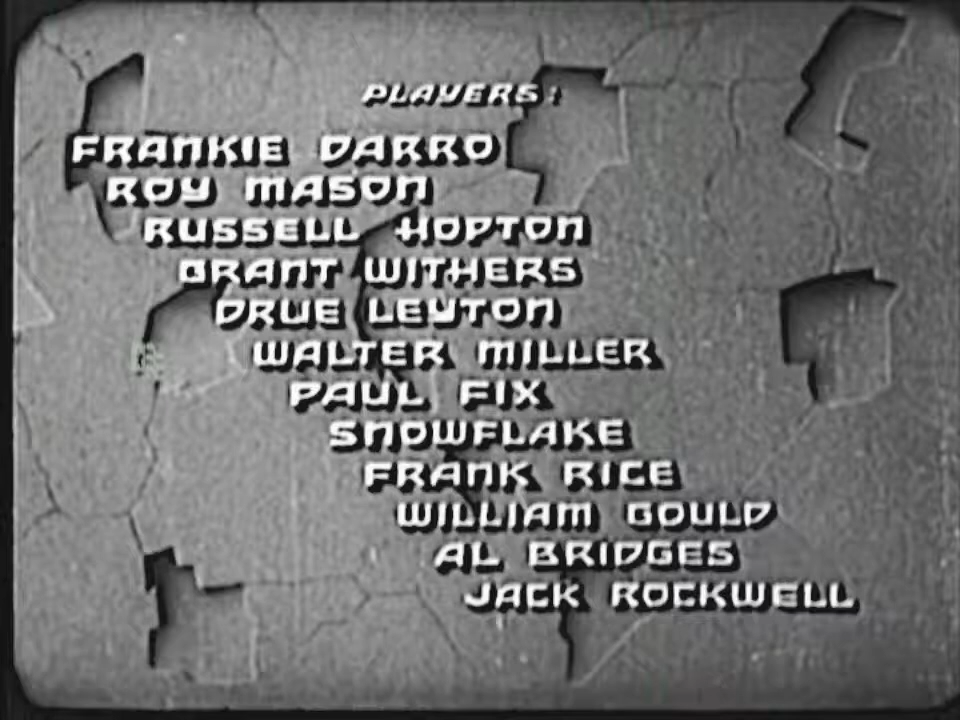 PLAYERS:
FRANKIE DARRO
ROY MASON
RUSSELL HOPTON
GRANT WITHERS
DRUE LEYTON
WALTER MILLER
PAUL FIX
SNOWFLAKE
FRANK RICE
WILLIAM GOULD
AL BRIDGES
JACK ROCKWELL